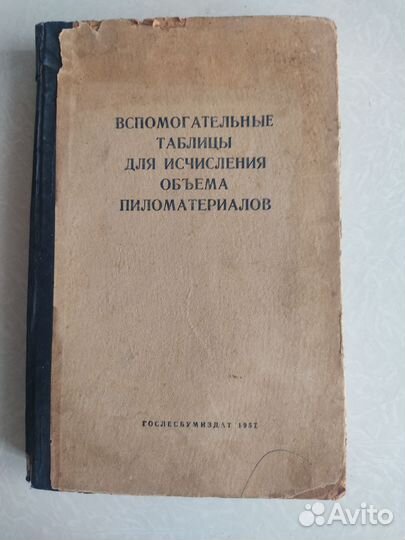 ВСПОМОГАТЕЛЬНЫЕ
ТАБЛИЦЫ
ДЛЯ ИСЧИСЛЕНИЯ
ОБЪЕМА
ПИЛОМАТЕРИАЛОВ
ГОСЛЕСБУМИЗДАТ 1957
Avito